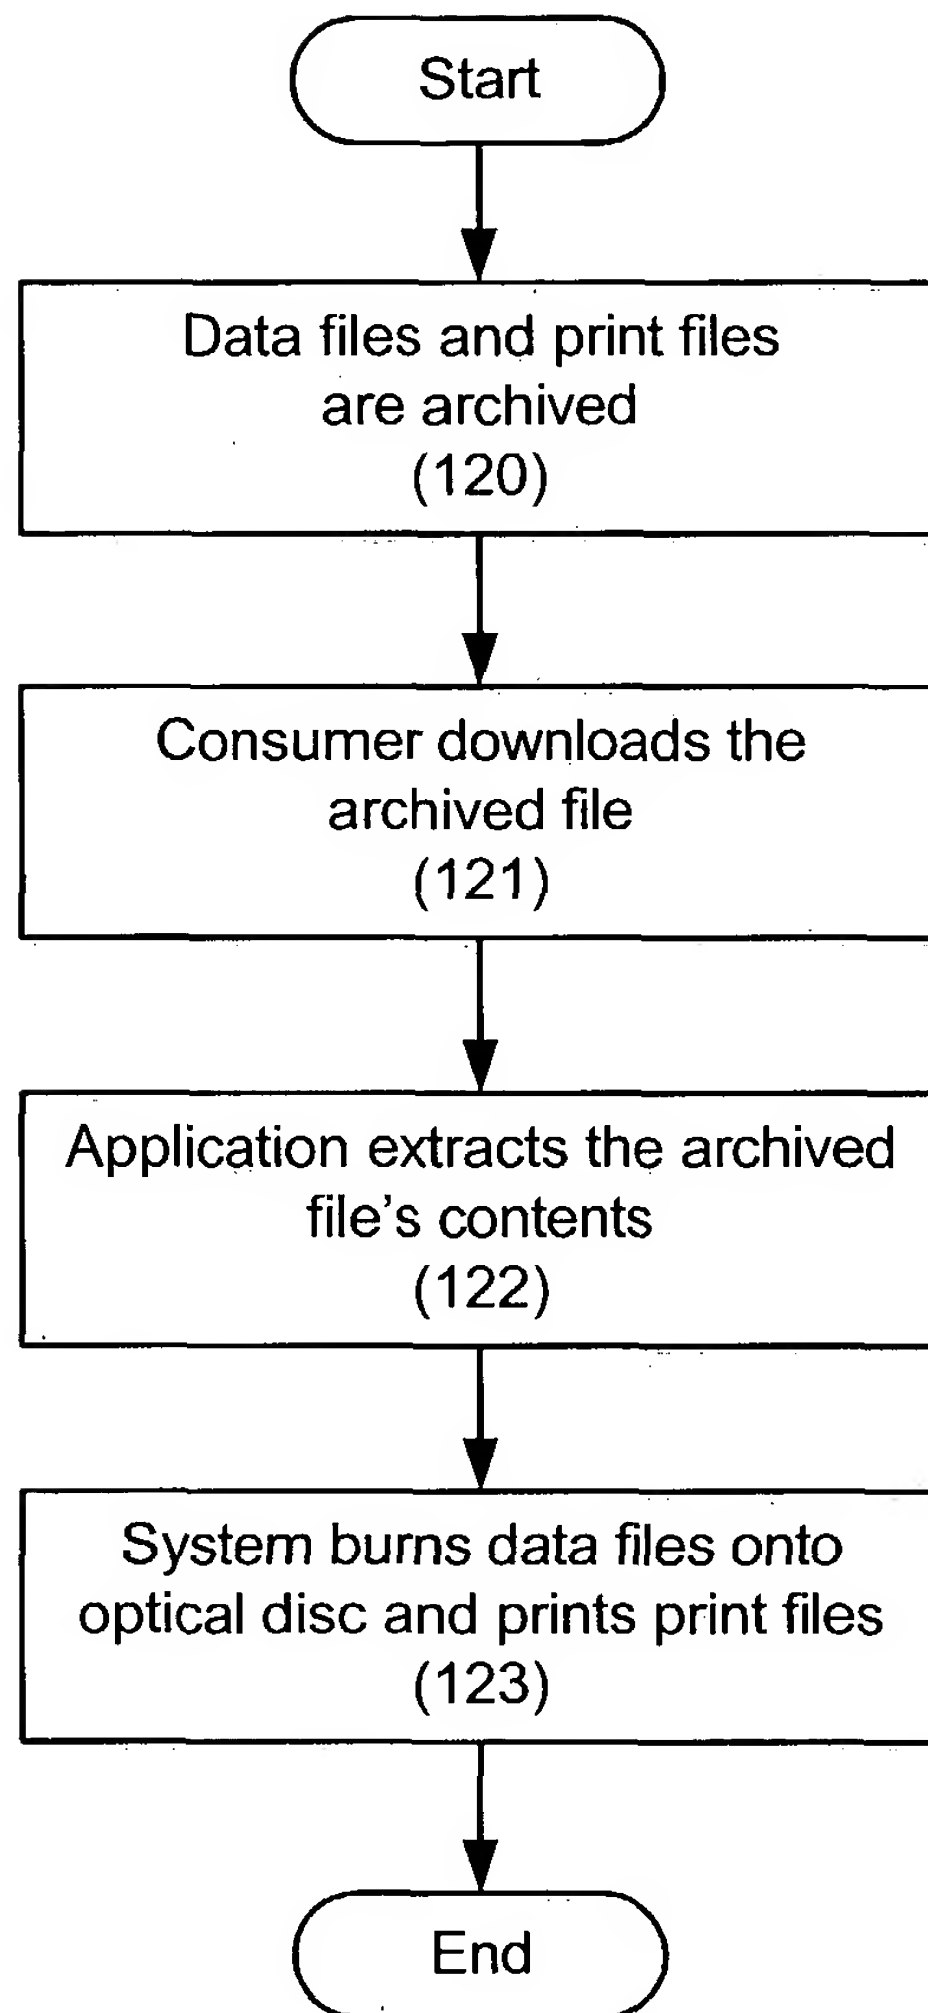 Start
Data files and print files
are archived
(120)
Consumer downloads the
archived file
(121)
Application extracts the archived
file's contents
(122)
System burns data files onto
optical disc and prints print files
(123)
End